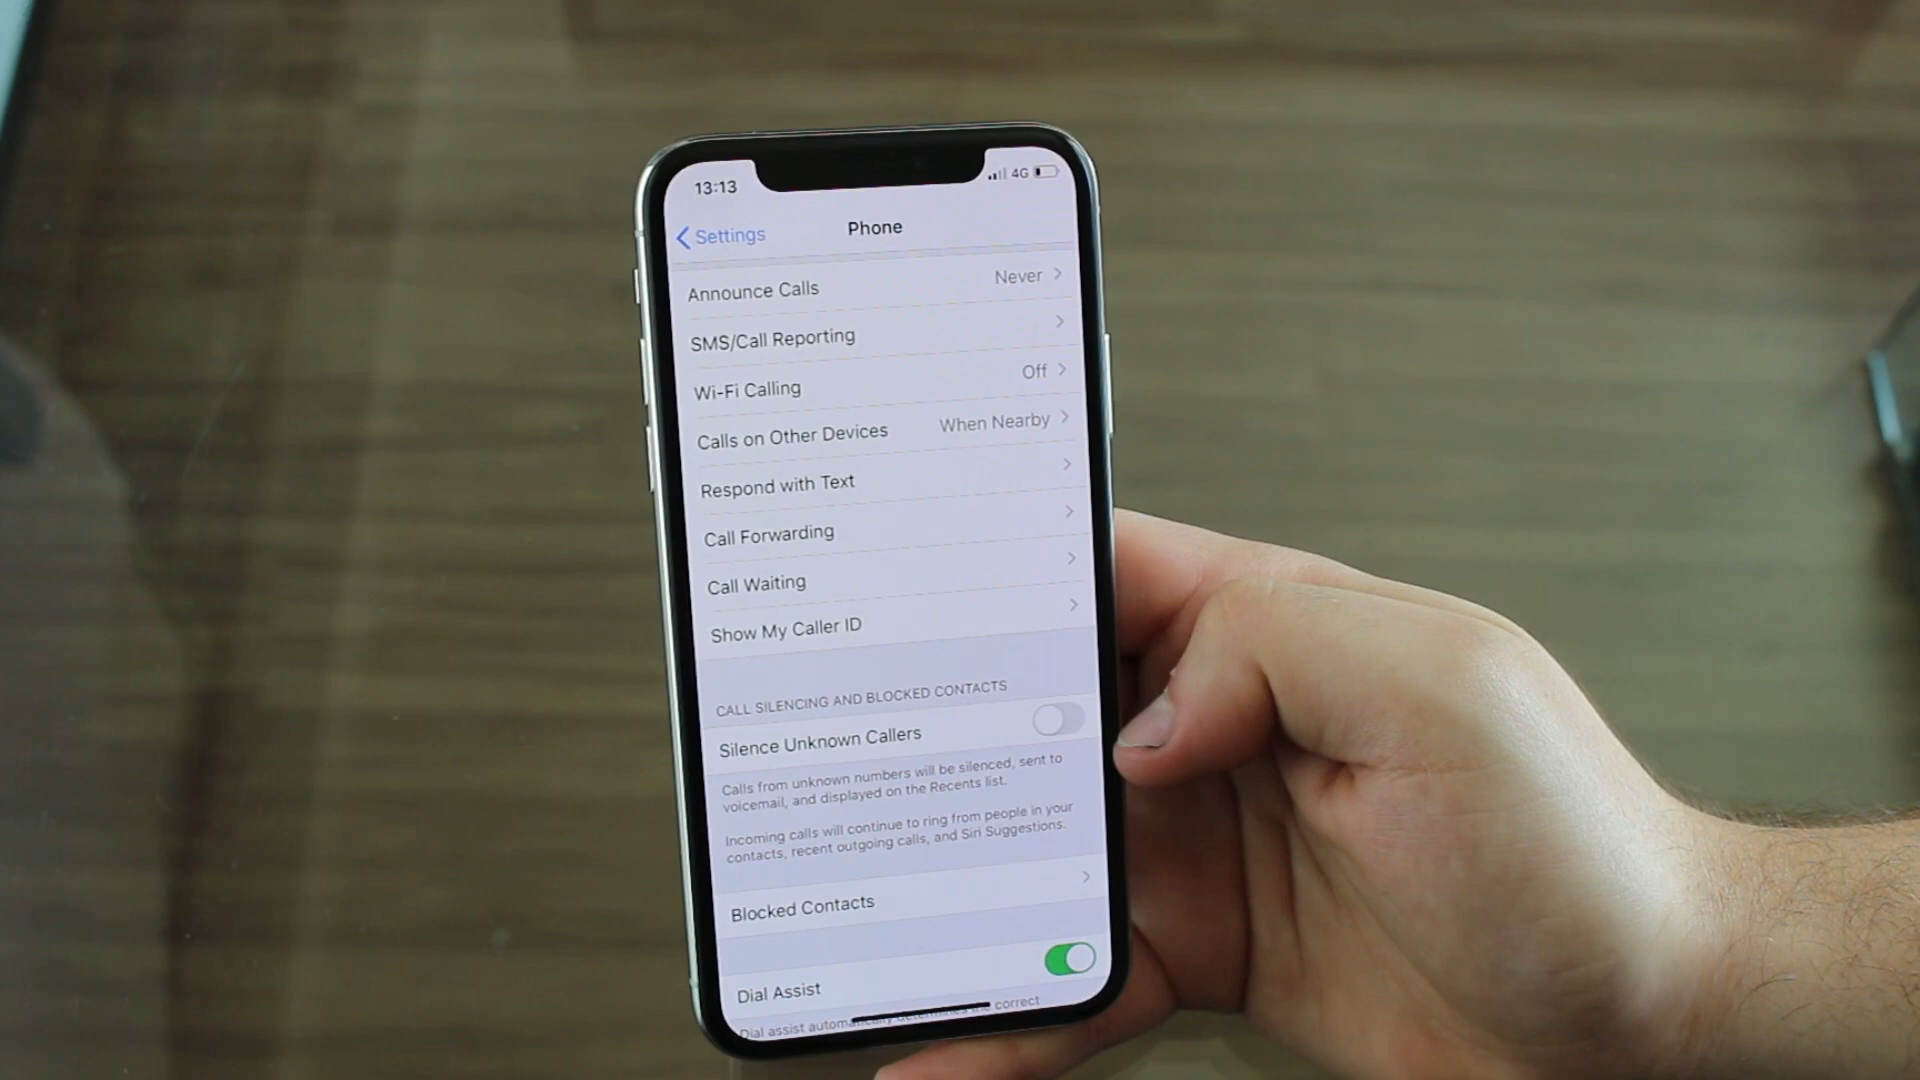 13:13 4G
Settings Phone
Announce Calls Never
SMS/Call Reporting
Wi-Fi Calling Off
Calls on Other Devices When Nearby
Respond with Text
Call Forwarding
Call Waiting
Show My Caller ID
CALL SILENCING AND BLOCKED CONTACTS
Silence Unknown Callers
Calls from unknown numbers will be silenced, sent to
voicemail, and displayed on the Recents list.
Incoming calls will continue to ring from people in your
contacts, recent outgoing calls, and Siri Suggestions.
Blocked Contacts
Dial Assist
Dial assist automatically determines the correct